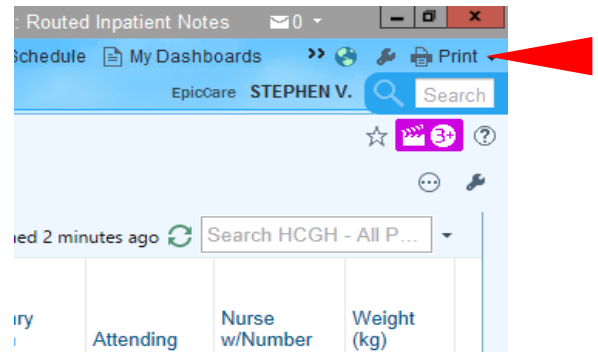 : Routed Inpatient Notes 0
Schedule My Dashboards >> Print
EpicCare STEPHEN V. Search
3+ ?
ned 2 minutes ago Search HCGH - All P...
ary Nurse Weight
Attending w/Number (kg)